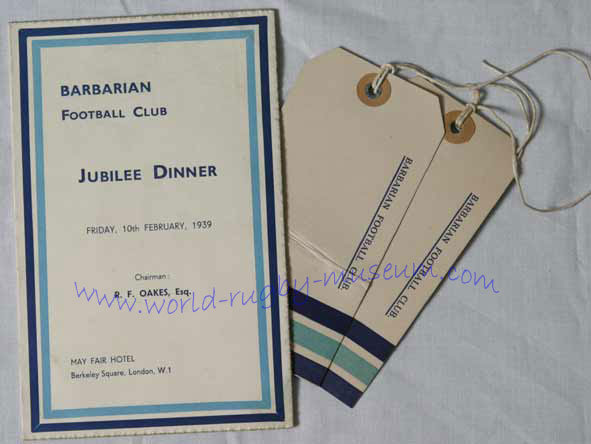 BARBARIAN
FOOTBALL CLUB
JUBILEE DINNER
FRIDAY, 10th FEBRUARY, 1939
Chairman :
R. F. OAKES, Esq.
MAY FAIR HOTEL
Berkeley Square, London, W.1
BARBARIAN FOOTBALL CLUB.
BARBARIAN FOOTBALL CLUB.
www.world-rugby-museum.com